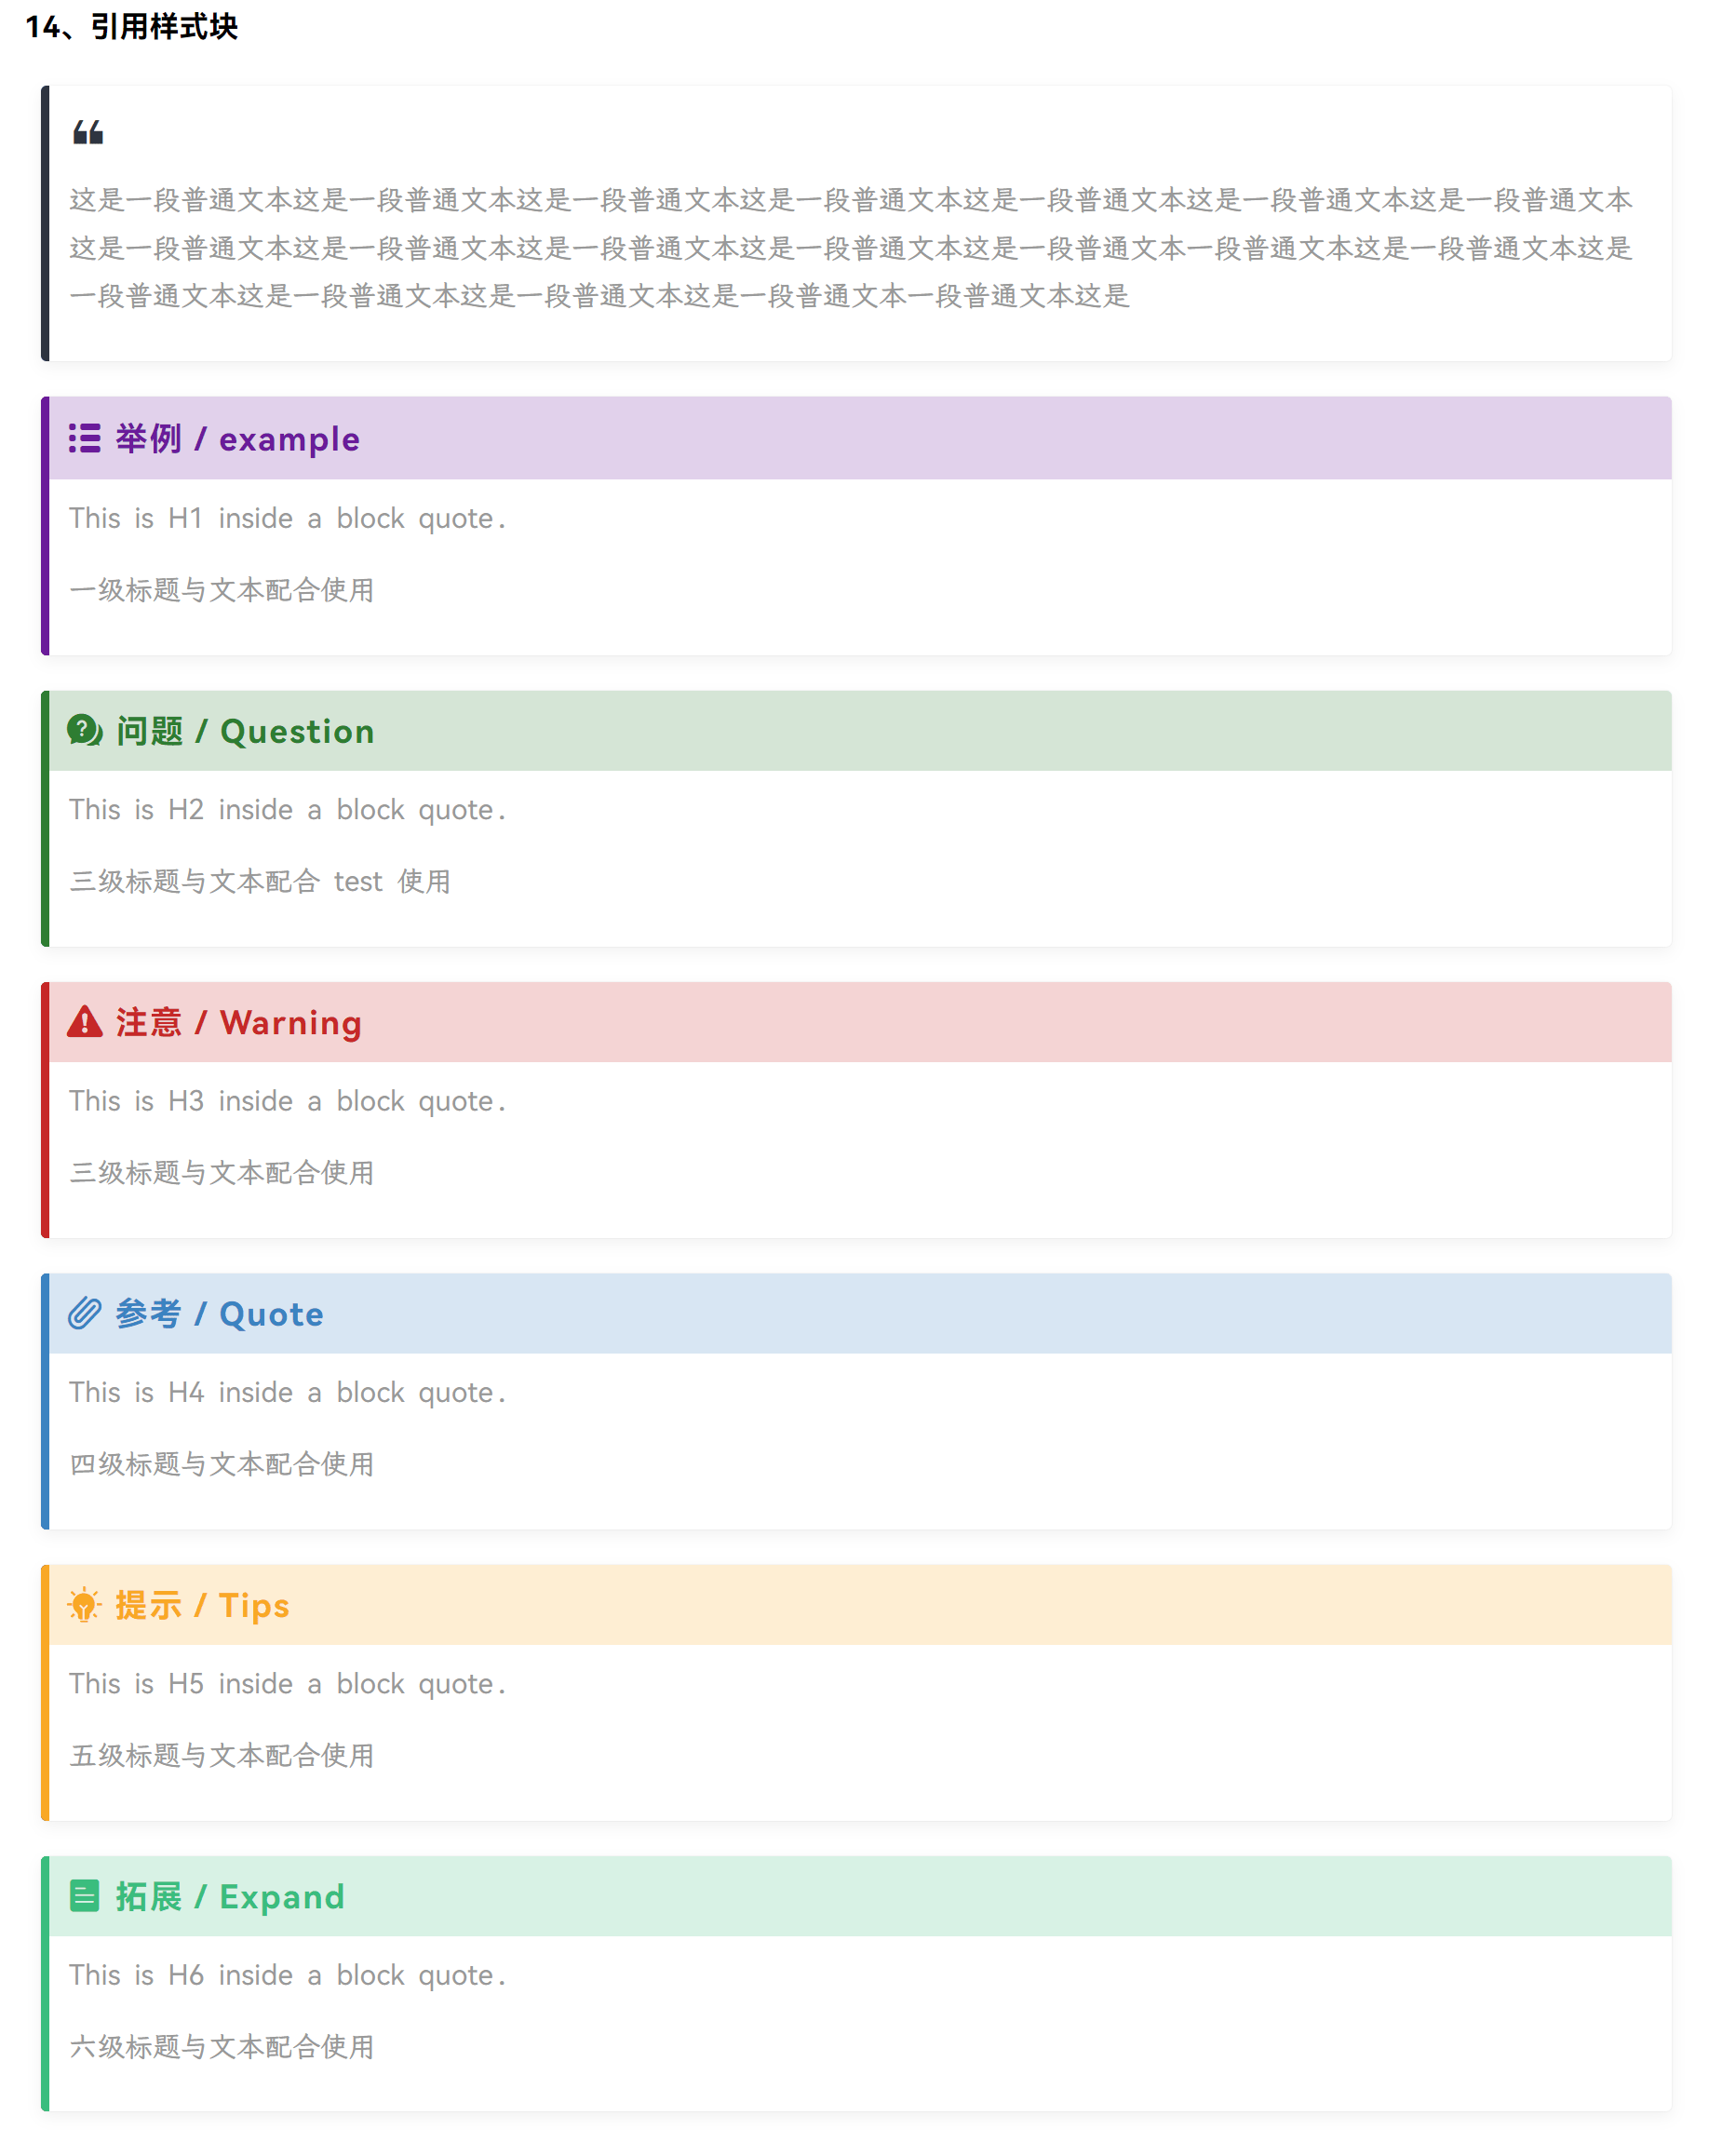 14、引用样式块
❝
这是一段普通文本这是一段普通文本这是一段普通文本这是一段普通文本这是一段普通文本这是一段普通文本这是一段普通文本
这是一段普通文本这是一段普通文本这是一段普通文本这是一段普通文本这是一段普通文本一段普通文本这是一段普通文本这是
一段普通文本这是一段普通文本这是一段普通文本这是一段普通文本一段普通文本这是
举例 / example
This is H1 inside a block quote.
一级标题与文本配合使用
问题 / Question
This is H2 inside a block quote.
三级标题与文本配合 test 使用
注意 / Warning
This is H3 inside a block quote.
三级标题与文本配合使用
参考 / Quote
This is H4 inside a block quote.
四级标题与文本配合使用
提示 / Tips
This is H5 inside a block quote.
五级标题与文本配合使用
拓展 / Expand
This is H6 inside a block quote.
六级标题与文本配合使用